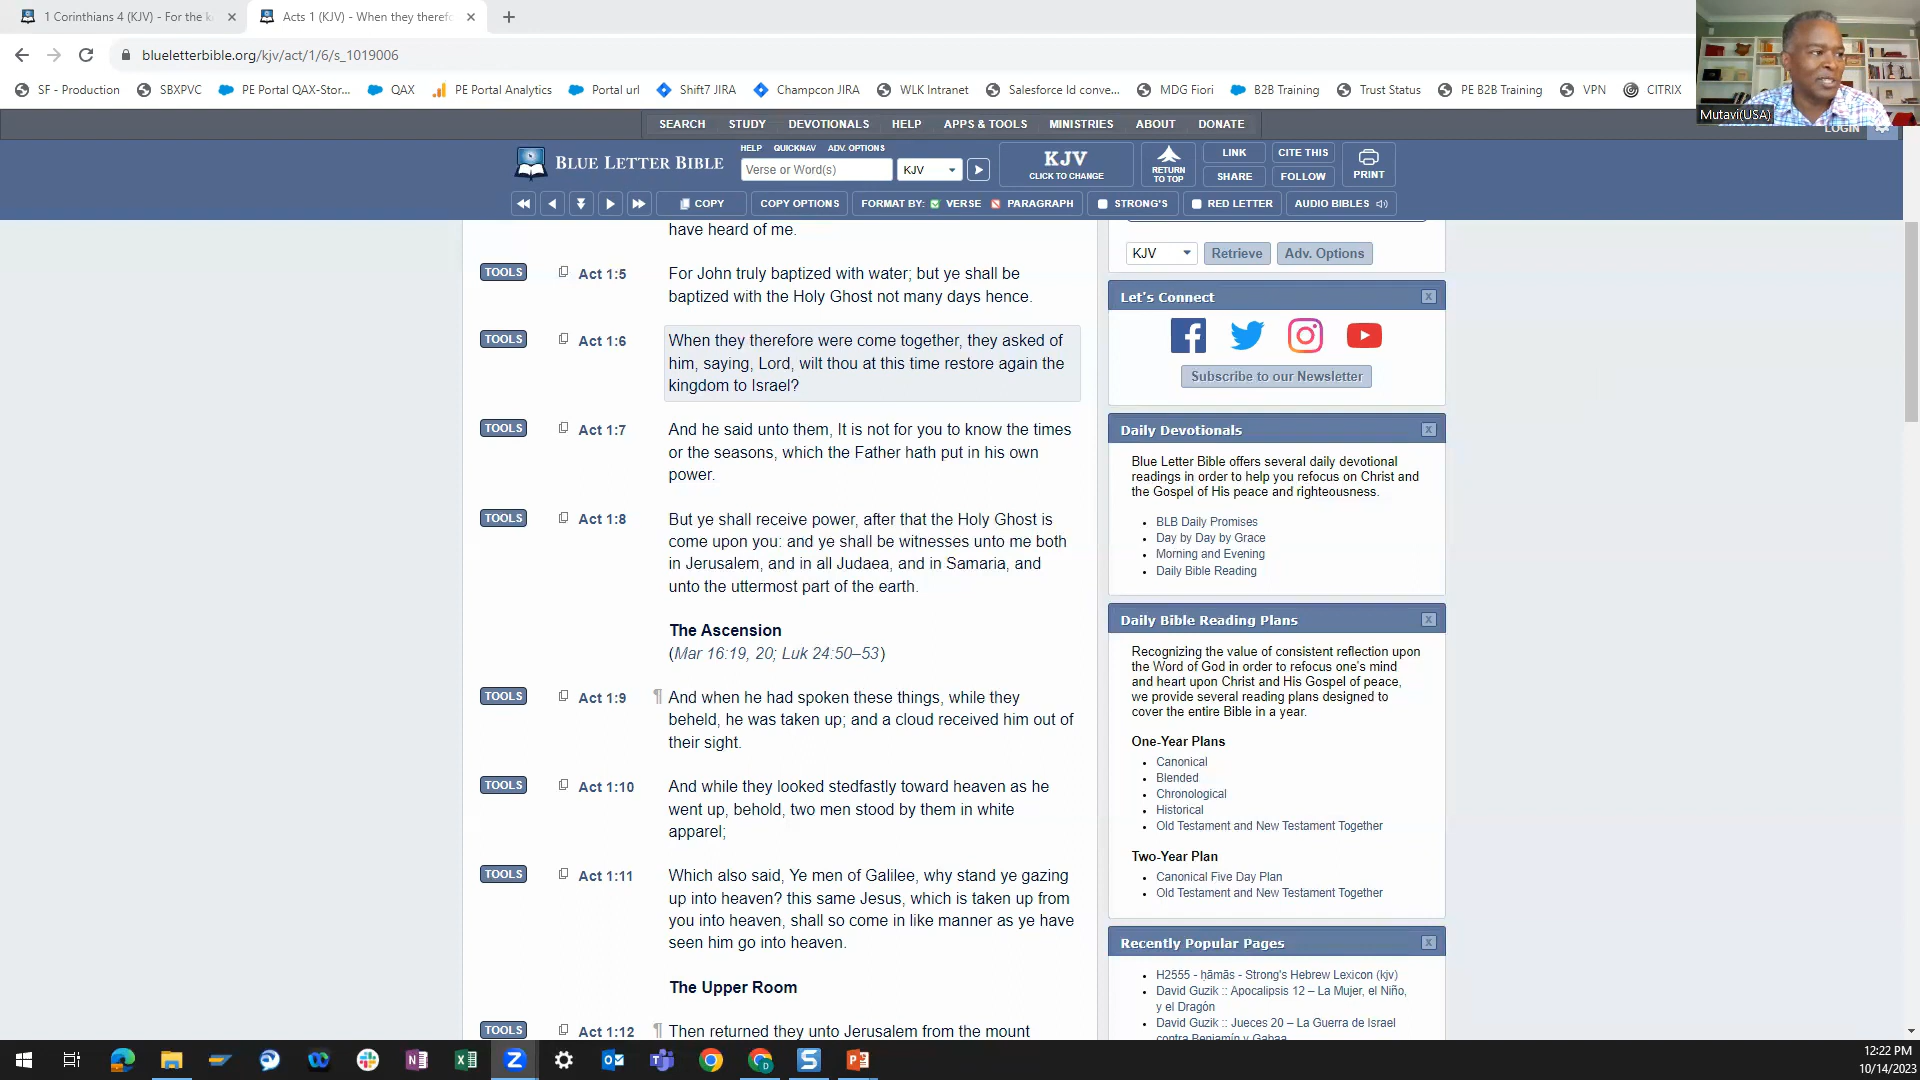 1 Corinthians 4 (KJV) - For the k
Acts 1 (KJV) - When they therefo
blueletterbible.org/kjv/act/1/6/s_1019006
SF - Production
SBXPVC
PE Portal QAX-Stor...
QAX
PE Portal Analytics
Portal url
Shift7 JIRA
Champcon JIRA
WLK Intranet
Salesforce Id conve...
MDG Fiori
B2B Training
Trust Status
PE B2B Training
VPN
CITRIX
Mutavi(USA)
SEARCH STUDY DEVOTIONALS HELP APPS & TOOLS MINISTRIES ABOUT DONATE
LOGIN
BLUE LETTER BIBLE
HELP QUICKNAV ADV. OPTIONS
Verse or Word(s)
KJV
KJV
CLICK TO CHANGE
RETURN
TO TOP
LINK
CITE THIS
SHARE
FOLLOW
PRINT
COPY
COPY OPTIONS
FORMAT BY: VERSE PARAGRAPH
STRONG'S
RED LETTER
AUDIO BIBLES
have heard of me.
TOOLS Act 1:5 For John truly baptized with water; but ye shall be
baptized with the Holy Ghost not many days hence.
TOOLS Act 1:6 When they therefore were come together, they asked of
him, saying, Lord, wilt thou at this time restore again the
kingdom to Israel?
TOOLS Act 1:7 And he said unto them, It is not for you to know the times
or the seasons, which the Father hath put in his own
power.
TOOLS Act 1:8 But ye shall receive power, after that the Holy Ghost is
come upon you: and ye shall be witnesses unto me both
in Jerusalem, and in all Judaea, and in Samaria, and
unto the uttermost part of the earth.
The Ascension
(Mar 16:19, 20; Luk 24:50–53)
TOOLS Act 1:9 ¶ And when he had spoken these things, while they
beheld, he was taken up; and a cloud received him out of
their sight.
TOOLS Act 1:10 And while they looked stedfastly toward heaven as he
went up, behold, two men stood by them in white
apparel;
TOOLS Act 1:11 Which also said, Ye men of Galilee, why stand ye gazing
up into heaven? this same Jesus, which is taken up from
you into heaven, shall so come in like manner as ye have
seen him go into heaven.
The Upper Room
TOOLS Act 1:12 ¶ Then returned they unto Jerusalem from the mount
KJV
Retrieve
Adv. Options
Let's Connect
Subscribe to our Newsletter
Daily Devotionals
Blue Letter Bible offers several daily devotional
readings in order to help you refocus on Christ and
the Gospel of His peace and righteousness.
BLB Daily Promises
Day by Day by Grace
Morning and Evening
Daily Bible Reading
Daily Bible Reading Plans
Recognizing the value of consistent reflection upon
the Word of God in order to refocus one's mind
and heart upon Christ and His Gospel of peace,
we provide several reading plans designed to
cover the entire Bible in a year.
One-Year Plans
Canonical
Blended
Chronological
Historical
Old Testament and New Testament Together
Two-Year Plan
Canonical Five Day Plan
Old Testament and New Testament Together
Recently Popular Pages
H2555 - ḥāmās - Strong's Hebrew Lexicon (kjv)
David Guzik :: Apocalipsis 12 – La Mujer, el Niño,
y el Dragón
David Guzik :: Jueces 20 – La Guerra de Israel
contra Benjamín y Gabaa
12:22 PM
10/14/2023